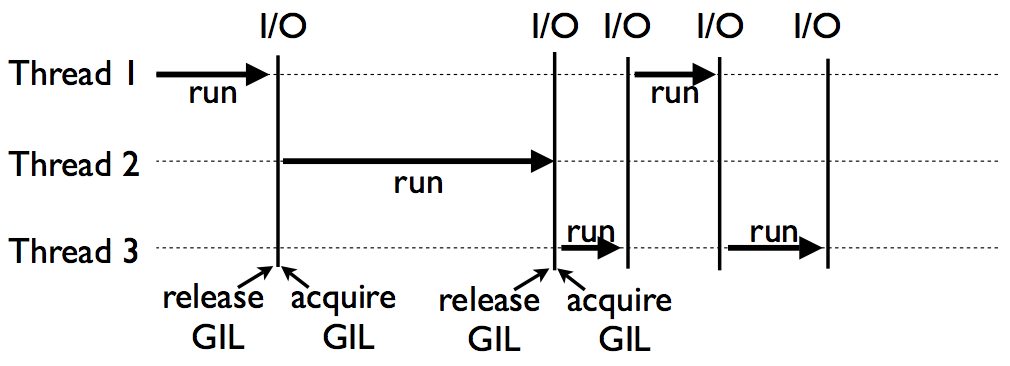 I/O I/O I/O I/O I/O
Thread 1
run run
Thread 2
run
Thread 3
run run
release acquire release acquire
GIL GIL GIL GIL